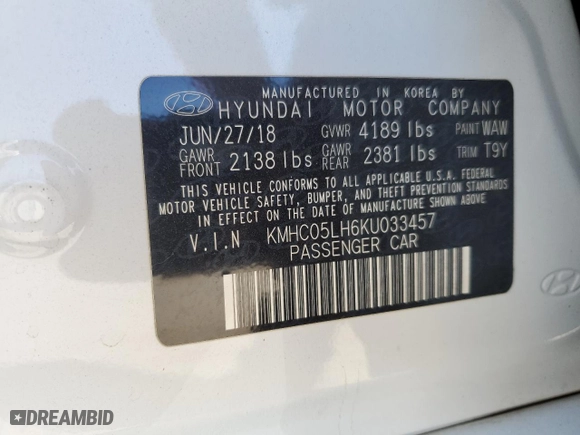 MANUFACTURED IN KOREA BY
HYUNDAI MOTOR COMPANY
JUN/27/18 GVWR 4189 lbs PAINT WAW
GAWR FRONT 2138 lbs GAWR REAR 2381 lbs TRIM T9Y
THIS VEHICLE CONFORMS TO ALL APPLICABLE U.S.A. FEDERAL
MOTOR VEHICLE SAFETY, BUMPER, AND THEFT PREVENTION STANDARDS
IN EFFECT ON THE DATE OF MANUFACTURE SHOWN ABOVE.
V.I.N KMHC05LH6KU033457
PASSENGER CAR
DREAMBID